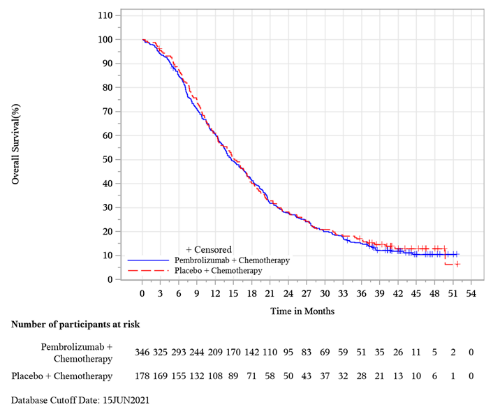 110
100
90
80
70
60
50
40
30
20
10
0
Overall Survival(%)
+ Censored
Pembrolizumab + Chemotherapy
Placebo + Chemotherapy
0 3 6 9 12 15 18 21 24 27 30 33 36 39 42 45 48 51 54
Time in Months
Number of participants at risk
Pembrolizumab +
Chemotherapy
346 325 293 244 209 170 142 110 95 83 69 59 51 35 26 11 5 2 0
Placebo + Chemotherapy 178 169 155 132 108 89 71 58 50 43 37 32 28 21 13 10 6 1 0
Database Cutoff Date: 15JUN2021